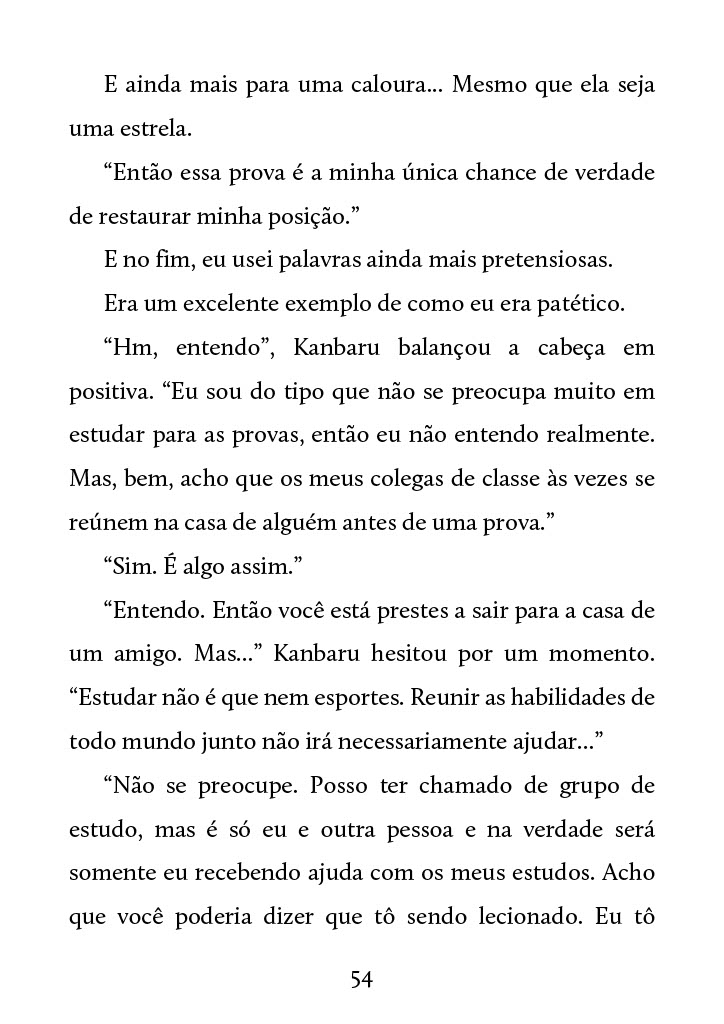 E ainda mais para uma caloura... Mesmo que ela seja
uma estrela.
“Então essa prova é a minha única chance de verdade
de restaurar minha posição.”
E no fim, eu usei palavras ainda mais pretensiosas.
Era um excelente exemplo de como eu era patético.
“Hm, entendo”, Kanbaru balançou a cabeça em
positiva. “Eu sou do tipo que não se preocupa muito em
estudar para as provas, então eu não entendo realmente.
Mas, bem, acho que os meus colegas de classe às vezes se
reúnem na casa de alguém antes de uma prova.”
“Sim. É algo assim.”
“Entendo. Então você está prestes a sair para a casa de
um amigo. Mas...” Kanbaru hesitou por um momento.
“Estudar não é que nem esportes. Reunir as habilidades de
todo mundo junto não irá necessariamente ajudar...”
“Não se preocupe. Posso ter chamado de grupo de
estudo, mas é só eu e outra pessoa e na verdade será
somente eu recebendo ajuda com os meus estudos. Acho
que você poderia dizer que tô sendo lecionado. Eu tô
54